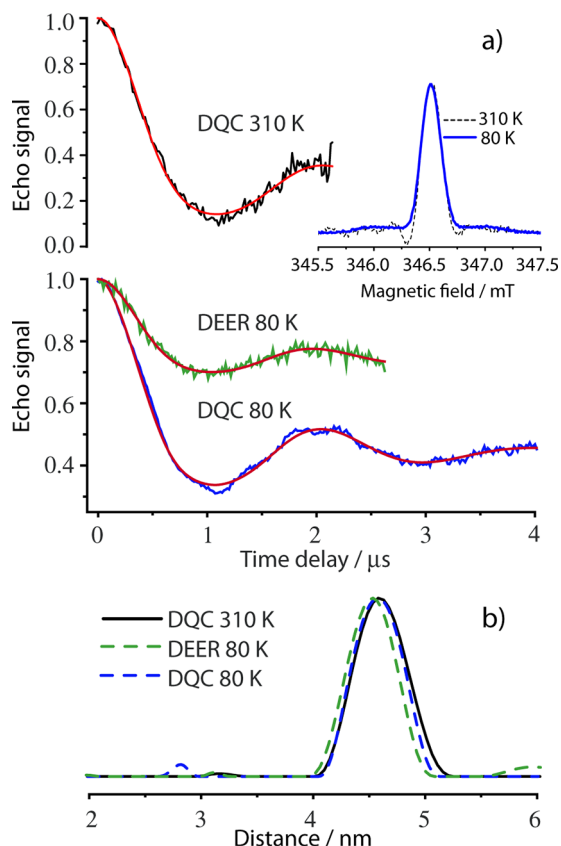 a)
Echo signal
1.0
0.8
0.6
0.4
0.2
0.0
DQC 310 K
310 K
80 K
345.5 346.0 346.5 347.0 347.5
Magnetic field / mT
Echo signal
1.0
0.8
0.6
0.4
DEER 80 K
DQC 80 K
0 1 2 3 4
Time delay / μs
b)
DQC 310 K
DEER 80 K
DQC 80 K
2 3 4 5 6
Distance / nm